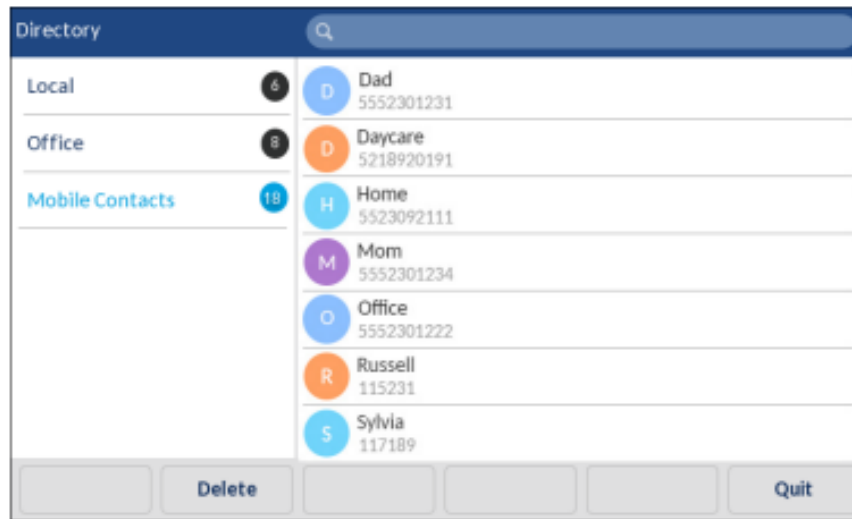 Directory
Local 6
Office 8
Mobile Contacts 18
D Dad
5552301231
D Daycare
5218920191
H Home
5523092111
M Mom
5552301234
O Office
5552301222
R Russell
115231
S Sylvia
117189
Delete
Quit